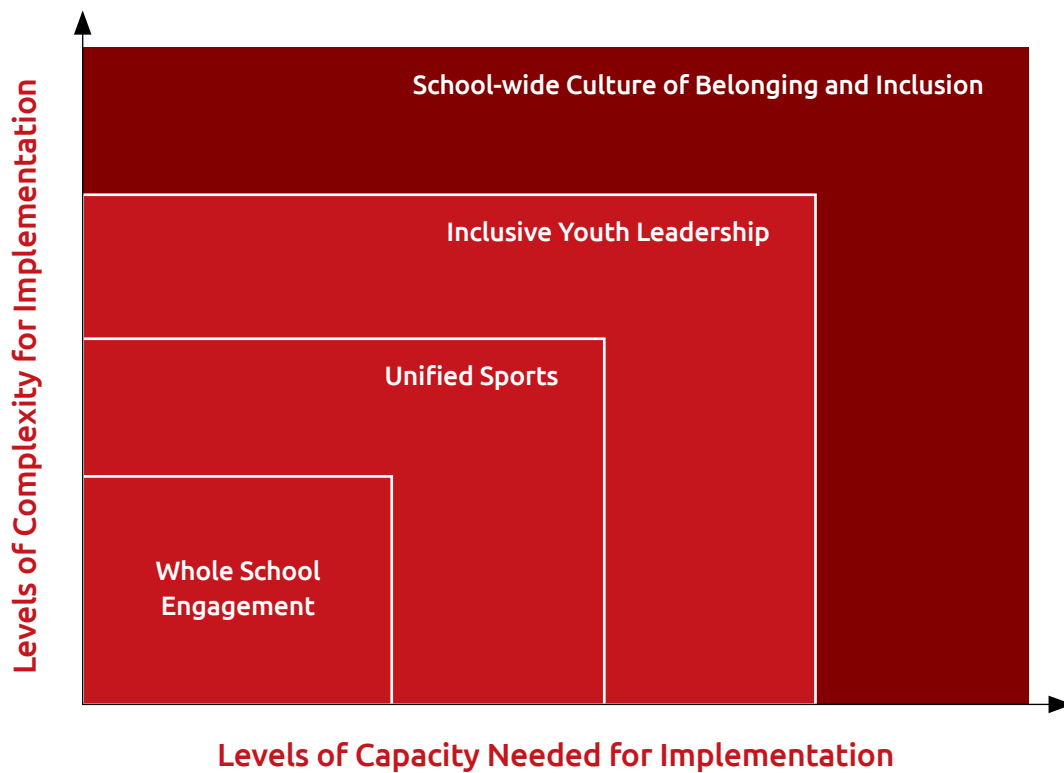 School-wide Culture of Belonging and Inclusion
Inclusive Youth Leadership
Unified Sports
Whole School
Engagement
Levels of Complexity for Implementation
Levels of Capacity Needed for Implementation